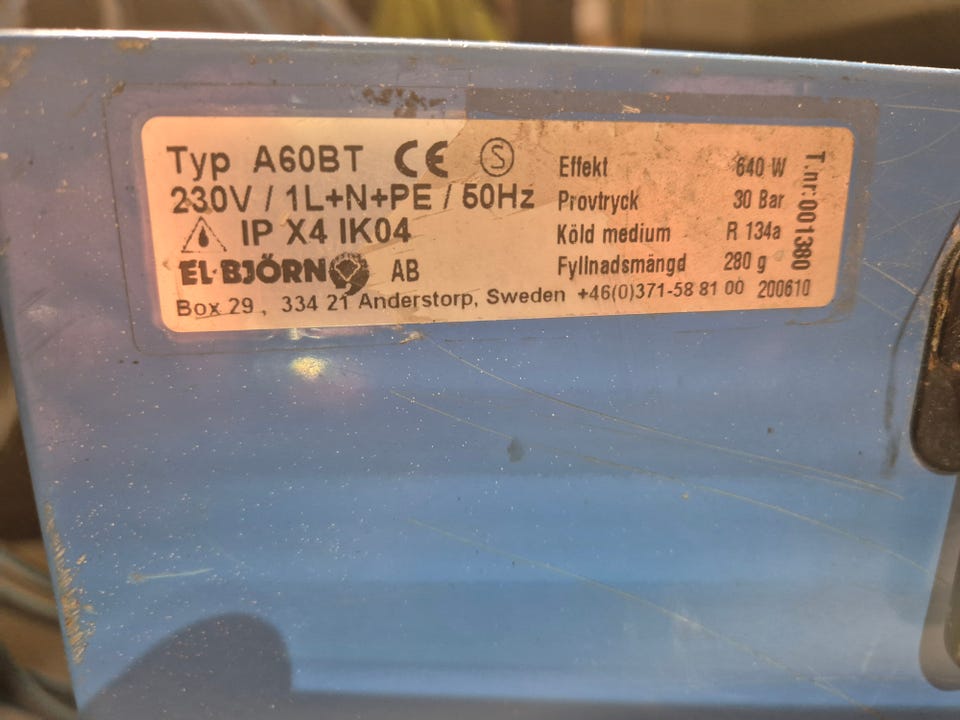 Typ A60BT CE S
230V / 1L+N+PE / 50Hz
IP X4 IK04
EL·BJÖRN AB
Box 29, 334 21 Anderstorp, Sweden +46(0)371-58 81 00 200610
Effekt 640 W
Provtryck 30 Bar
Köld medium R 134a
Fyllnadsmängd 280 g
T.nr:001380